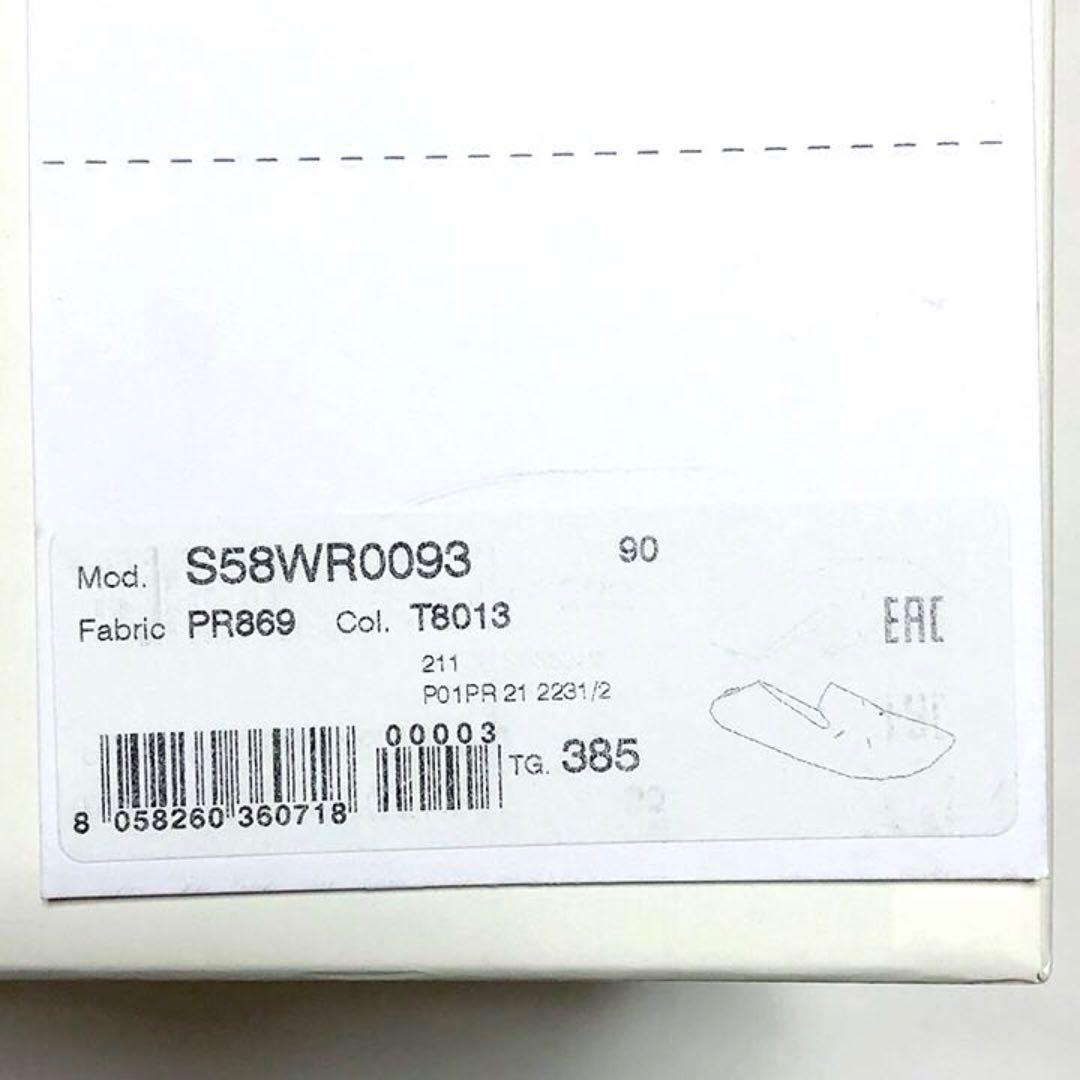 Mod. S58WR0093 90
Fabric PR869 Col. T8013
EAC
211
P01PR 21 2231/2
00003
TG. 385
8 058260 360718